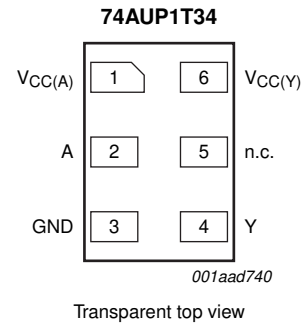 74AUP1T34
VCC(A) 1 6 VCC(Y)
A 2 5 n.c.
GND 3 4 Y
001aad740
Transparent top view